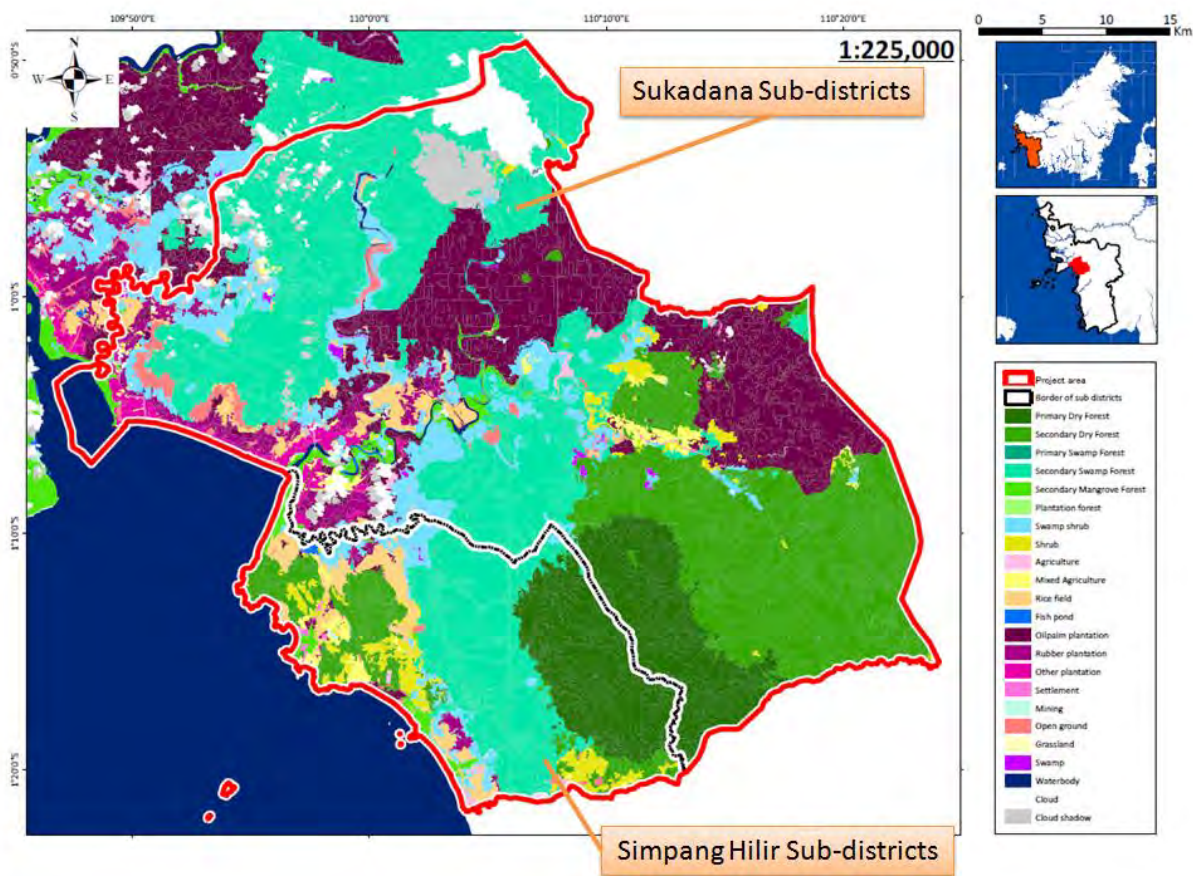 109°50'0"E 110°0'0"E 110°10'0"E 110°20'0"E
0 5 10 15
Km
0°50'0"S
N
W E
S
1:225,000
Sukadana Sub-districts
1°0'0"S
1°10'0"S
1°20'0"S
Simpang Hilir Sub-districts
Project area
Border of sub districts
Primary Dry Forest
Secondary Dry Forest
Primary Swamp Forest
Secondary Swamp Forest
Secondary Mangrove Forest
Plantation forest
Swamp shrub
Shrub
Agriculture
Mixed Agriculture
Rice field
Fish pond
Oilpalm plantation
Rubber plantation
Other plantation
Settlement
Mining
Open ground
Grassland
Swamp
Waterbody
Cloud
Cloud shadow